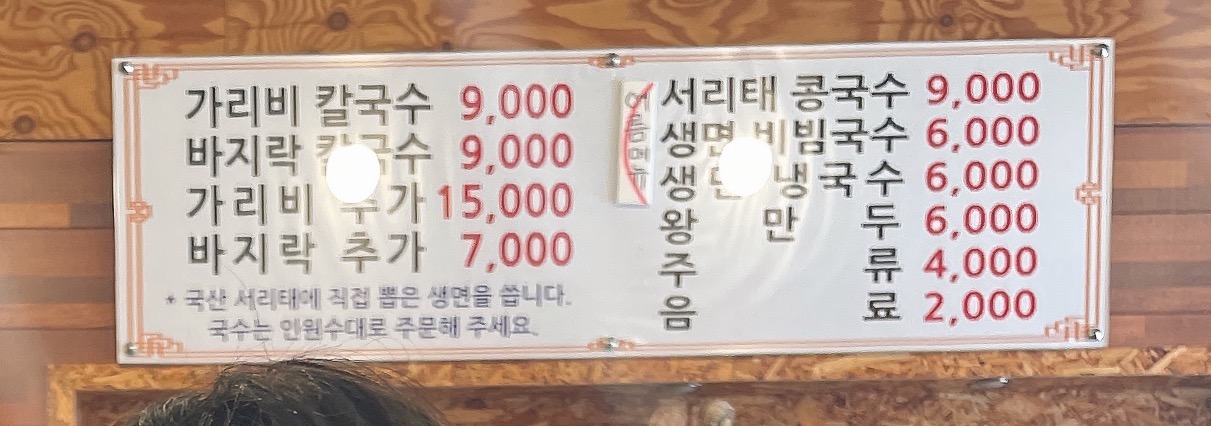 가리비 칼국수 9,000
바지락 칼국수 9,000
가리비 추가 15,000
바지락 추가 7,000
* 국산 서리태에 직접 뽑은 생면을 씁니다.
국수는 인원수대로 주문해 주세요.
여름메뉴
서리태 콩국수 9,000
생면 비빔국수 6,000
생면 냉국수 6,000
왕만두 6,000
주류 4,000
음료 2,000